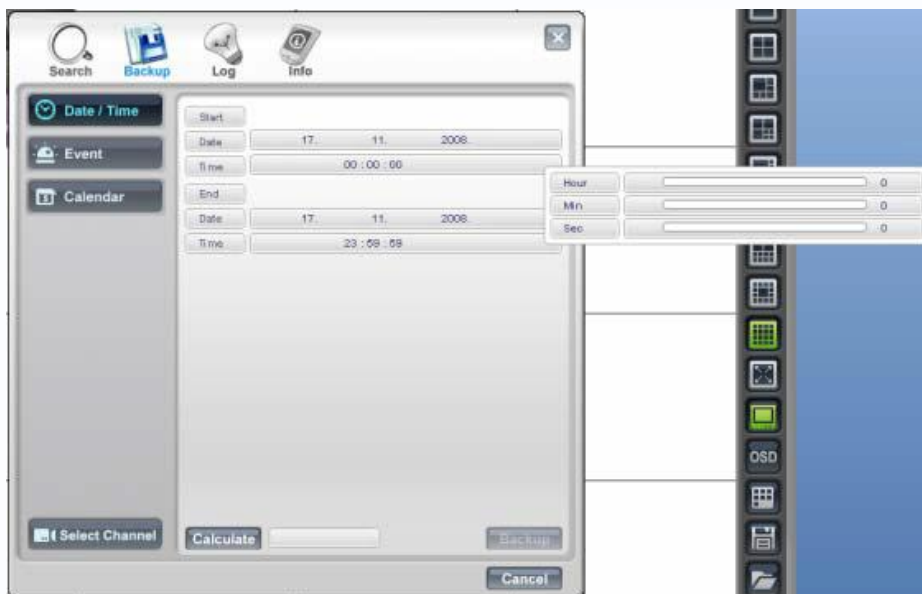 Search Backup Log Info
Date / Time
Event
Calendar
Start
Date 17. 11. 2008.
Time 00 : 00 : 00
End
Date 17. 11. 2008.
Time 23 : 59 : 59
Hour 0
Min 0
Sec 0
OSD
Select Channel
Calculate
Backup
Cancel